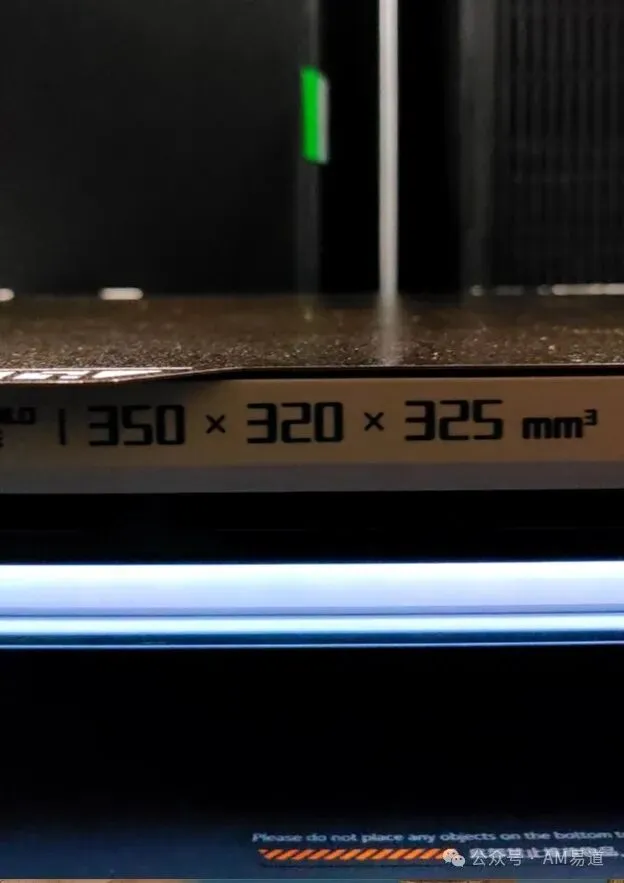 350 × 320 × 325 mm³
Please do not place any objects on the bottom
公众号 · AM易道